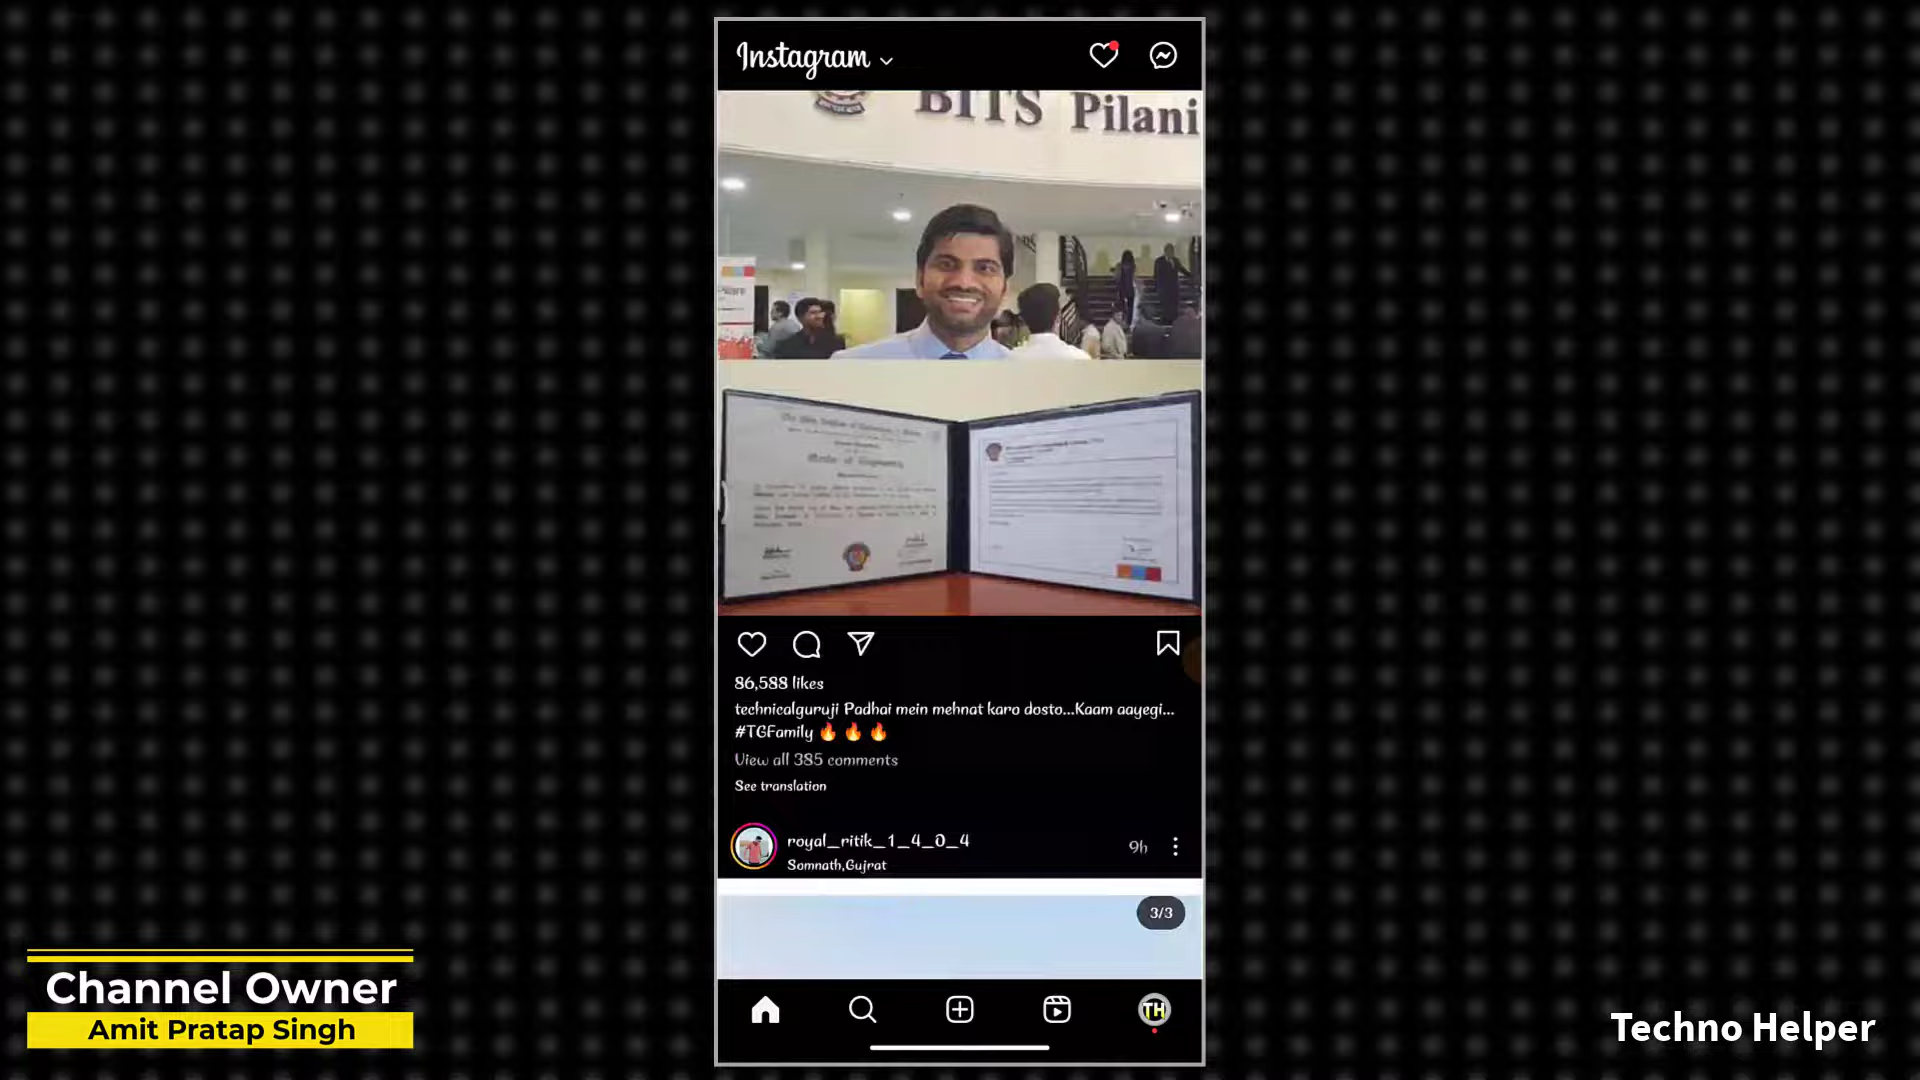 Instagram
BITS Pilani
86,588 likes
technicalguruji Padhai mein mehnat karo dosto...Kaam aayegi...
#TGFamily 🔥 🔥 🔥
View all 385 comments
See translation
royal_ritik_1_4_0_4
9h
Somnath,Gujrat
3/3
TH
Channel Owner
Amit Pratap Singh
Techno Helper